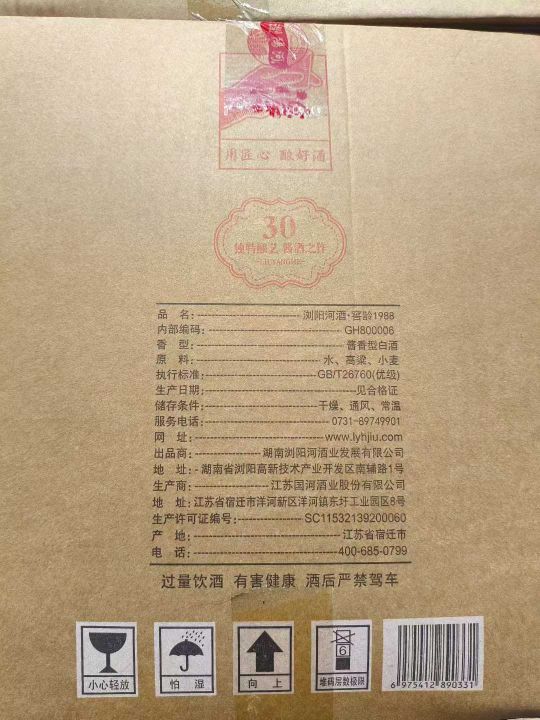 浏阳河
用匠心 酿好酒
30
独特酿艺 酱酒之作
LIUYANGHE
品 名：浏阳河酒·窖龄1988
内部编码：GH800006
香 型：酱香型白酒
原 料：水、高粱、小麦
执行标准：GB/T26760(优级)
生产日期：见合格证
储存条件：干燥、通风、常温
服务电话：0731-89749901
网 址：www.lyhjiu.com
出品商：湖南浏阳河酒业发展有限公司
地 址：湖南省浏阳高新技术产业开发区南辅路1号
生产商：江苏国河酒业股份有限公司
地 址：江苏省宿迁市洋河新区洋河镇东圩工业园区8号
生产许可证编号：SC11532139200060
产 地：江苏省宿迁市
电 话：400-685-0799
过量饮酒 有害健康 酒后严禁驾车
小心轻放
怕 湿
向 上
6
堆码层数极限
6 975412 890331